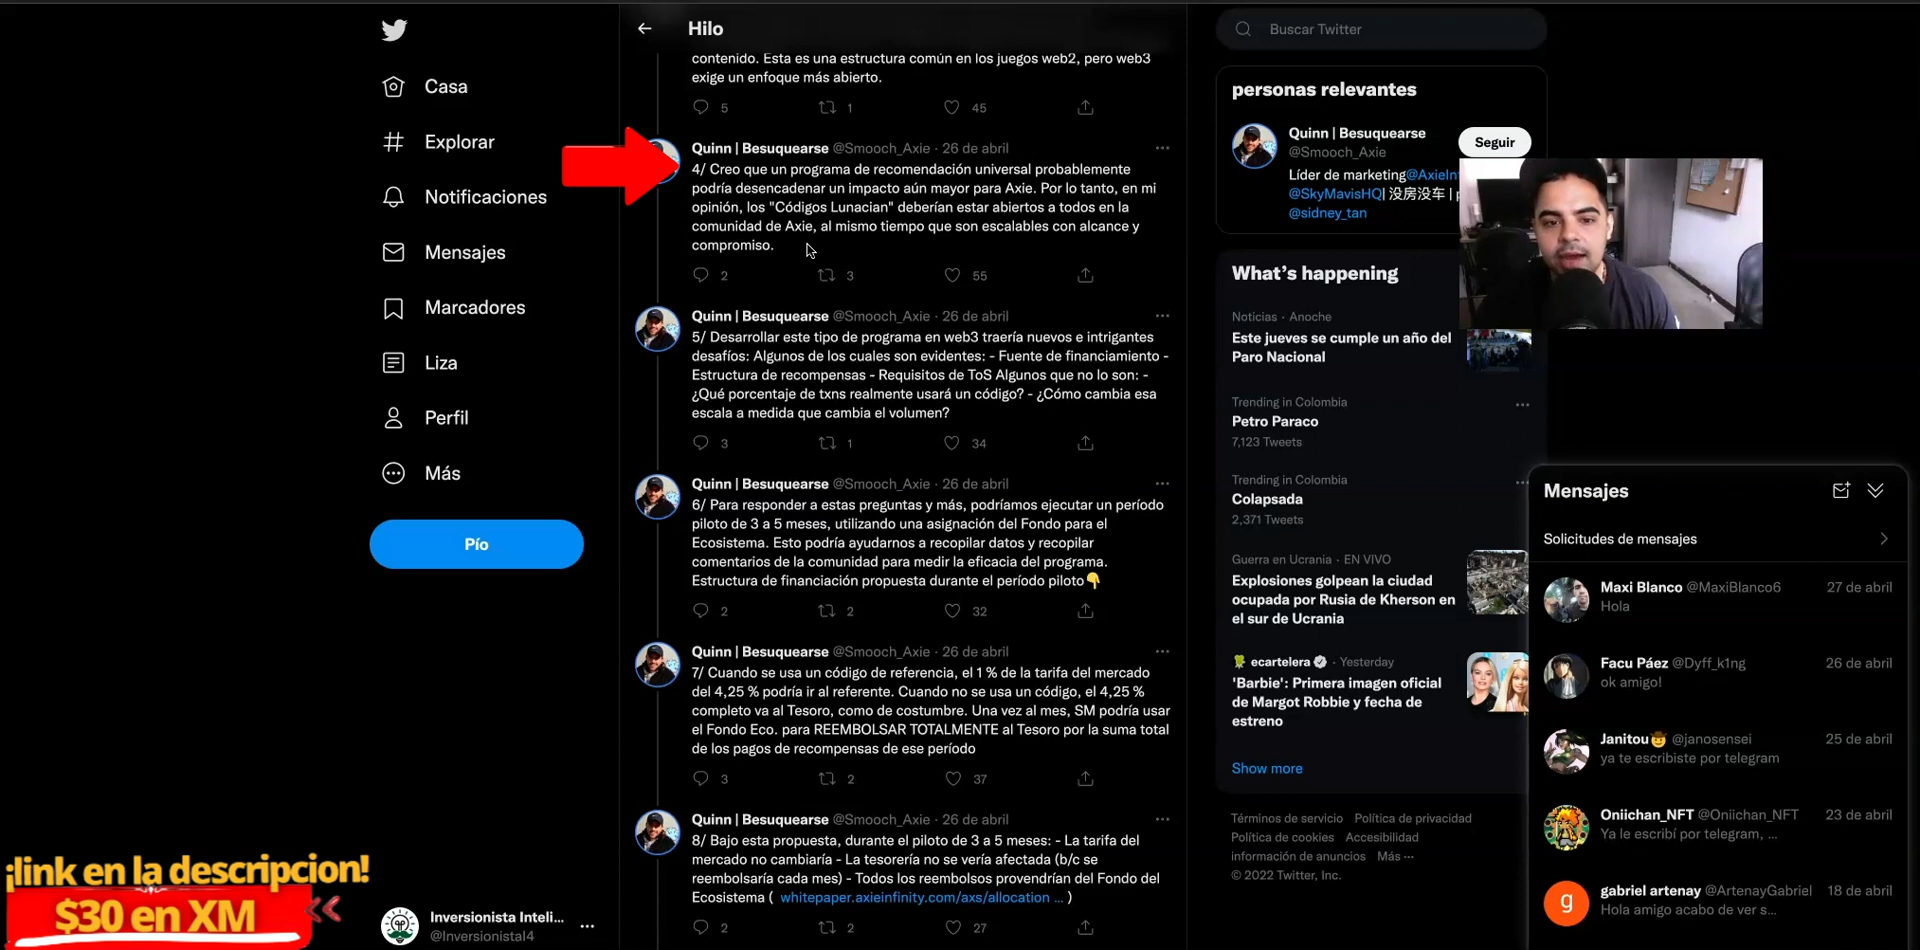 Casa
Explorar
Notificaciones
Mensajes
Marcadores
Liza
Perfil
Más
Pío
¡link en la descripcion!
$30 en XM
Inversionista Inteli...
@Inversionistal4
Hilo
contenido. Esta es una estructura común en los juegos web2, pero web3
exige un enfoque más abierto.
5 1 45
Quinn | Besuquearse @Smooch_Axie · 26 de abril
4/ Creo que un programa de recomendación universal probablemente
podría desencadenar un impacto aún mayor para Axie. Por lo tanto, en mi
opinión, los "Códigos Lunacian" deberían estar abiertos a todos en la
comunidad de Axie, al mismo tiempo que son escalables con alcance y
compromiso.
2 3 55
Quinn | Besuquearse @Smooch_Axie · 26 de abril
5/ Desarrollar este tipo de programa en web3 traería nuevos e intrigantes
desafíos: Algunos de los cuales son evidentes: - Fuente de financiamiento -
Estructura de recompensas - Requisitos de ToS Algunos que no lo son: -
¿Qué porcentaje de txns realmente usará un código? - ¿Cómo cambia esa
escala a medida que cambia el volumen?
3 1 34
Quinn | Besuquearse @Smooch_Axie · 26 de abril
6/ Para responder a estas preguntas y más, podríamos ejecutar un período
piloto de 3 a 5 meses, utilizando una asignación del Fondo para el
Ecosistema. Esto podría ayudarnos a recopilar datos y recopilar
comentarios de la comunidad para medir la eficacia del programa.
Estructura de financiación propuesta durante el período piloto👇
2 2 32
Quinn | Besuquearse @Smooch_Axie · 26 de abril
7/ Cuando se usa un código de referencia, el 1 % de la tarifa del mercado
del 4,25 % podría ir al referente. Cuando no se usa un código, el 4,25 %
completo va al Tesoro, como de costumbre. Una vez al mes, SM podría usar
el Fondo Eco. para REEMBOLSAR TOTALMENTE al Tesoro por la suma total
de los pagos de recompensas de ese período
3 2 37
Quinn | Besuquearse @Smooch_Axie · 26 de abril
8/ Bajo esta propuesta, durante el piloto de 3 a 5 meses: - La tarifa del
mercado no cambiaría - La tesorería no se vería afectada (b/c se
reembolsaría cada mes) - Todos los reembolsos provendrían del Fondo del
Ecosistema ( whitepaper.axieinfinity.com/axs/allocation ... )
2 2 27
Buscar Twitter
personas relevantes
Quinn | Besuquearse
@Smooch_Axie
Seguir
Líder de marketing@AxieIn
@SkyMavisHQ| 没房没车 |
@sidney_tan
What's happening
Noticias · Anoche
Este jueves se cumple un año del
Paro Nacional
Trending in Colombia
Petro Paraco
7,123 Tweets
Trending in Colombia
Colapsada
2,371 Tweets
Guerra en Ucrania · EN VIVO
Explosiones golpean la ciudad
ocupada por Rusia de Kherson en
el sur de Ucrania
ecartelera · Yesterday
'Barbie': Primera imagen oficial
de Margot Robbie y fecha de
estreno
Show more
Términos de servicio Política de privacidad
Política de cookies Accesibilidad
información de anuncios Más ···
© 2022 Twitter, Inc.
Mensajes
Solicitudes de mensajes
Maxi Blanco @MaxiBlanco6 27 de abril
Hola
Facu Páez @Dyff_k1ng 26 de abril
ok amigo!
Janitou🤠 @janosensei 25 de abril
ya te escribiste por telegram
Oniichan_NFT @Oniichan_NFT 23 de abril
Ya le escribí por telegram, ...
g
gabriel artenay @ArtenayGabriel 18 de abril
Hola amigo acabo de ver s...